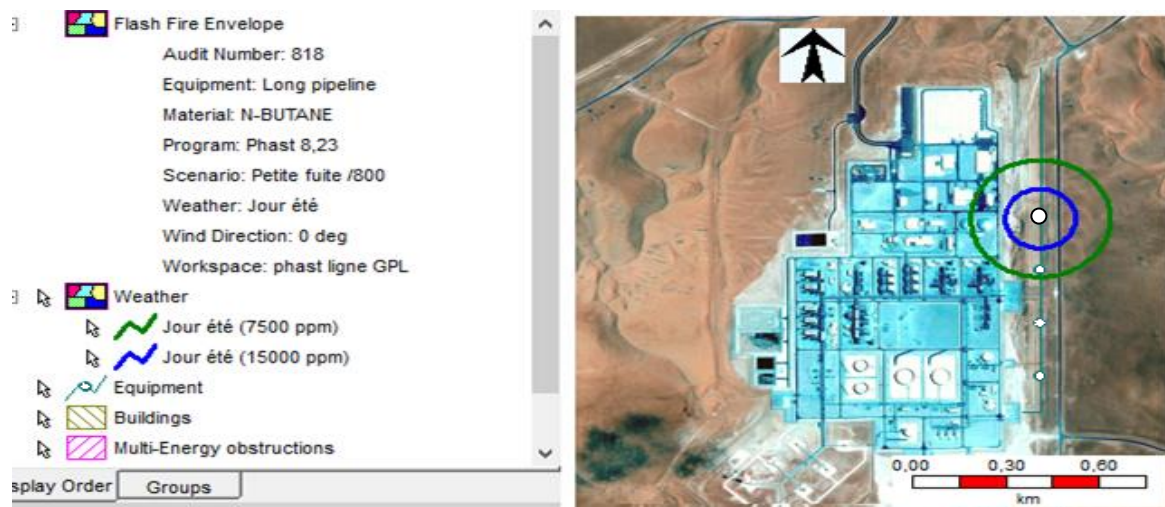 Flash Fire Envelope
Audit Number: 818
Equipment: Long pipeline
Material: N-BUTANE
Program: Phast 8,23
Scenario: Petite fuite /800
Weather: Jour été
Wind Direction: 0 deg
Workspace: phast ligne GPL
Weather
Jour été (7500 ppm)
Jour été (15000 ppm)
Equipment
Buildings
Multi-Energy obstructions
splay Order
Groups
0,00 0,30 0,60
km